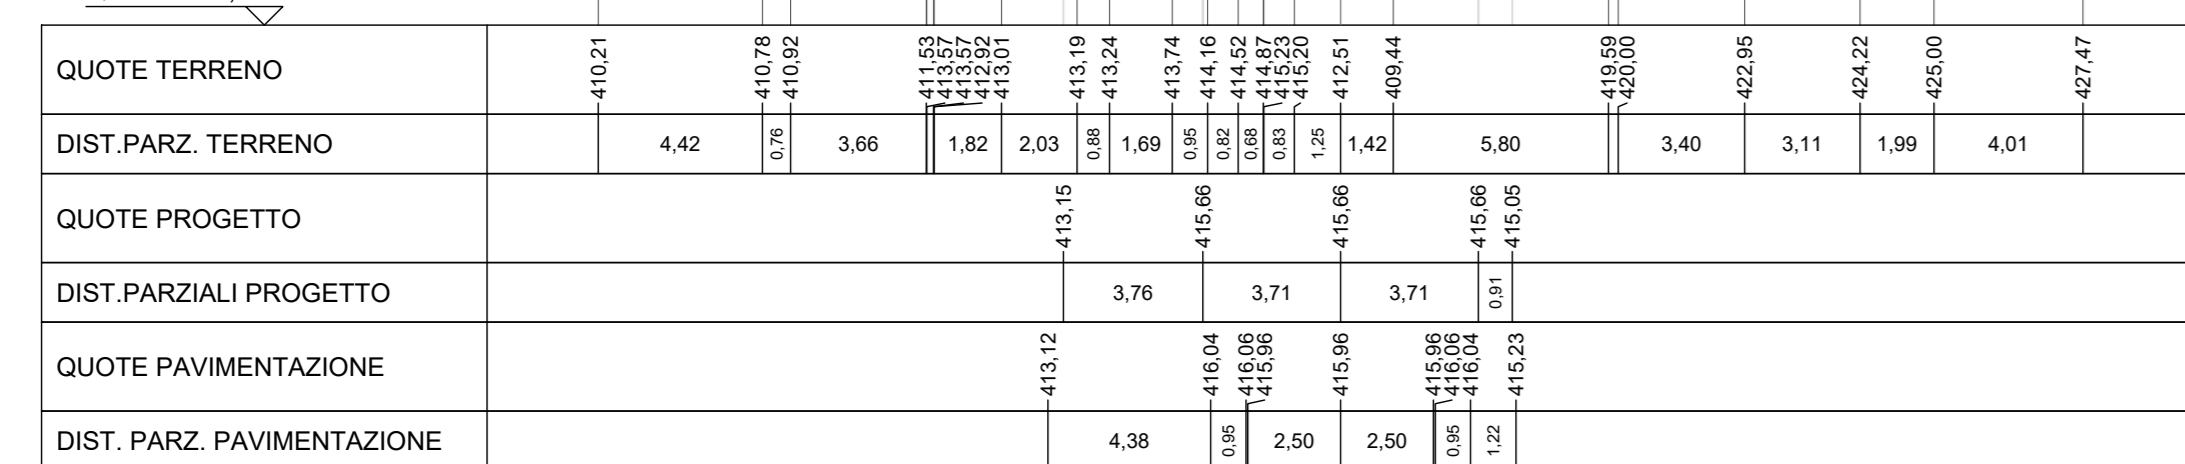 QUOTE TERRENO 410,21 410,78 410,92 411,53 413,57 413,57 412,92 413,01 413,19 413,24 413,74 414,16 414,52 414,87 415,23 415,20 412,51 409,44 419,59 420,00 422,95 424,22 425,00 427,47
DIST.PARZ. TERRENO 4,42 0,76 3,66 1,82 2,03 0,88 1,69 0,95 0,82 0,68 0,83 1,25 1,42 5,80 3,40 3,11 1,99 4,01
QUOTE PROGETTO 413,15 415,66 415,66 415,66 415,05
DIST.PARZIALI PROGETTO 3,76 3,71 3,71 0,91
QUOTE PAVIMENTAZIONE 413,12 416,04 416,06 415,96 415,96 415,96 416,06 416,04 415,23
DIST. PARZ. PAVIMENTAZIONE 4,38 0,95 2,50 2,50 0,95 1,22